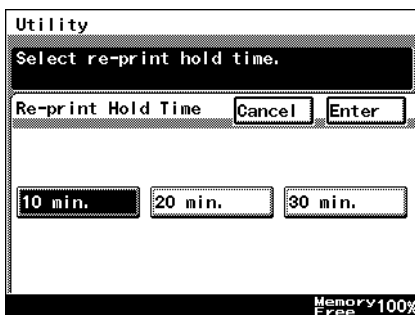 Utility
Select re-print hold time.
Re-print Hold Time Cancel Enter
10 min. 20 min. 30 min.
Memory
Free 100%